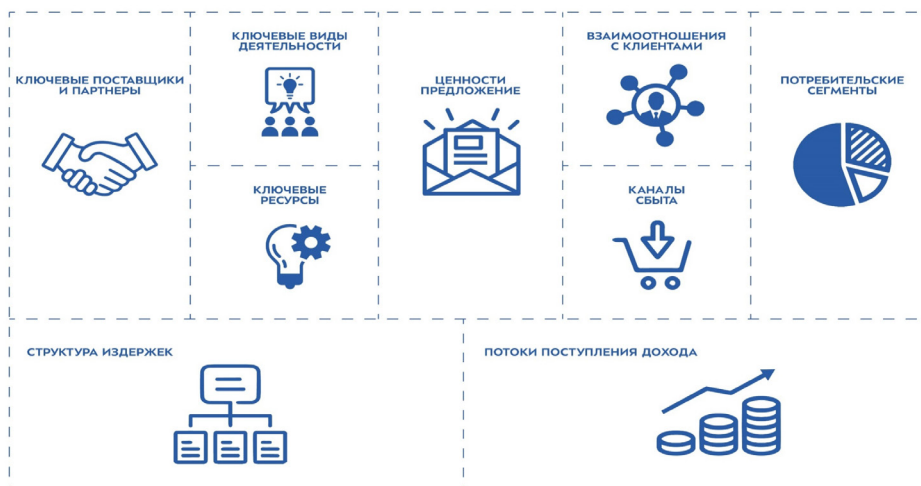 КЛЮЧЕВЫЕ ПОСТАВЩИКИ
И ПАРТНЕРЫ
КЛЮЧЕВЫЕ ВИДЫ
ДЕЯТЕЛЬНОСТИ
КЛЮЧЕВЫЕ
РЕСУРСЫ
ЦЕННОСТИ
ПРЕДЛОЖЕНИЕ
ВЗАИМООТНОШЕНИЯ
С КЛИЕНТАМИ
КАНАЛЫ
СБЫТА
ПОТРЕБИТЕЛЬСКИЕ
СЕГМЕНТЫ
СТРУКТУРА ИЗДЕРЖЕК
ПОТОКИ ПОСТУПЛЕНИЯ ДОХОДА